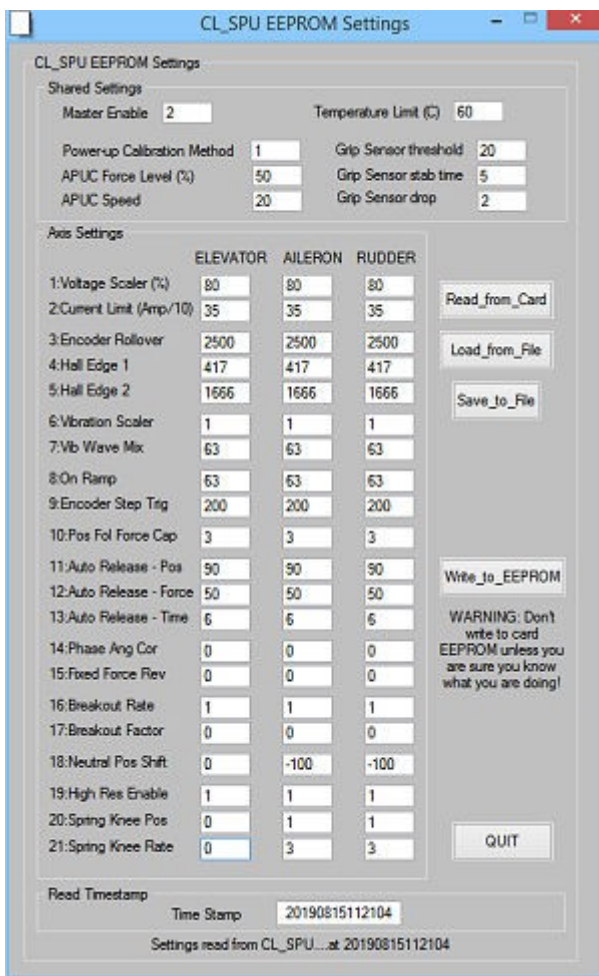 CL_SPU EEPROM Settings
CL_SPU EEPROM Settings
Shared Settings
Master Enable 2 Temperature Limit (C) 60
Power-up Calibration Method 1 Grip Sensor threshold 20
APUC Force Level (%) 50 Grip Sensor stab time 5
APUC Speed 20 Grip Sensor drop 2
Axis Settings
ELEVATOR AILERON RUDDER
1:Voltage Scaler (%) 80 80 80
2:Current Limit (Amp/10) 35 35 35
Read_from_Card
3:Encoder Rollover 2500 2500 2500
4:Hall Edge 1 417 417 417
Load_from_File
5:Hall Edge 2 1666 1666 1666
Save_to_File
6:Vibration Scaler 1 1 1
7:Vib Wave Mix 63 63 63
8:On Ramp 63 63 63
9:Encoder Step Trig 200 200 200
10:Pos Fol Force Cap 3 3 3
11:Auto Release - Pos 90 90 90
Write_to_EEPROM
12:Auto Release - Force 50 50 50
13:Auto Release - Time 6 6 6
WARNING: Don't
write to card
EEPROM unless you
are sure you know
what you are doing!
14:Phase Ang Cor 0 0 0
15:Fixed Force Rev 0 0 0
16:Breakout Rate 1 1 1
17:Breakout Factor 0 0 0
18:Neutral Pos Shift 0 -100 -100
19:High Res Enable 1 1 1
20:Spring Knee Pos 0 1 1
21:Spring Knee Rate 0 3 3
QUIT
Read Timestamp
Time Stamp 20190815112104
Settings read from CL_SPU....at 20190815112104